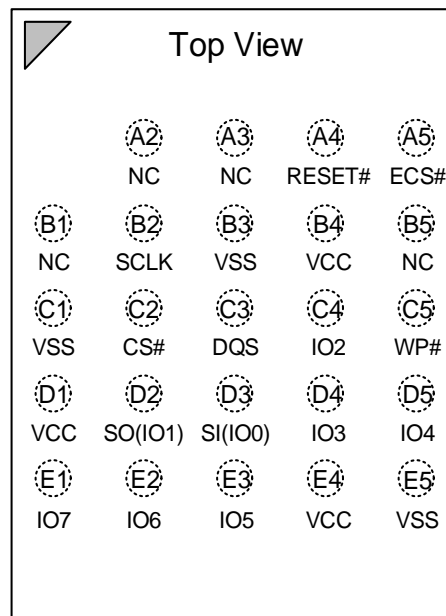 Top View
A2 A3 A4 A5
NC NC RESET# ECS#
B1 B2 B3 B4 B5
NC SCLK VSS VCC NC
C1 C2 C3 C4 C5
VSS CS# DQS IO2 WP#
D1 D2 D3 D4 D5
VCC SO(IO1) SI(IO0) IO3 IO4
E1 E2 E3 E4 E5
IO7 IO6 IO5 VCC VSS